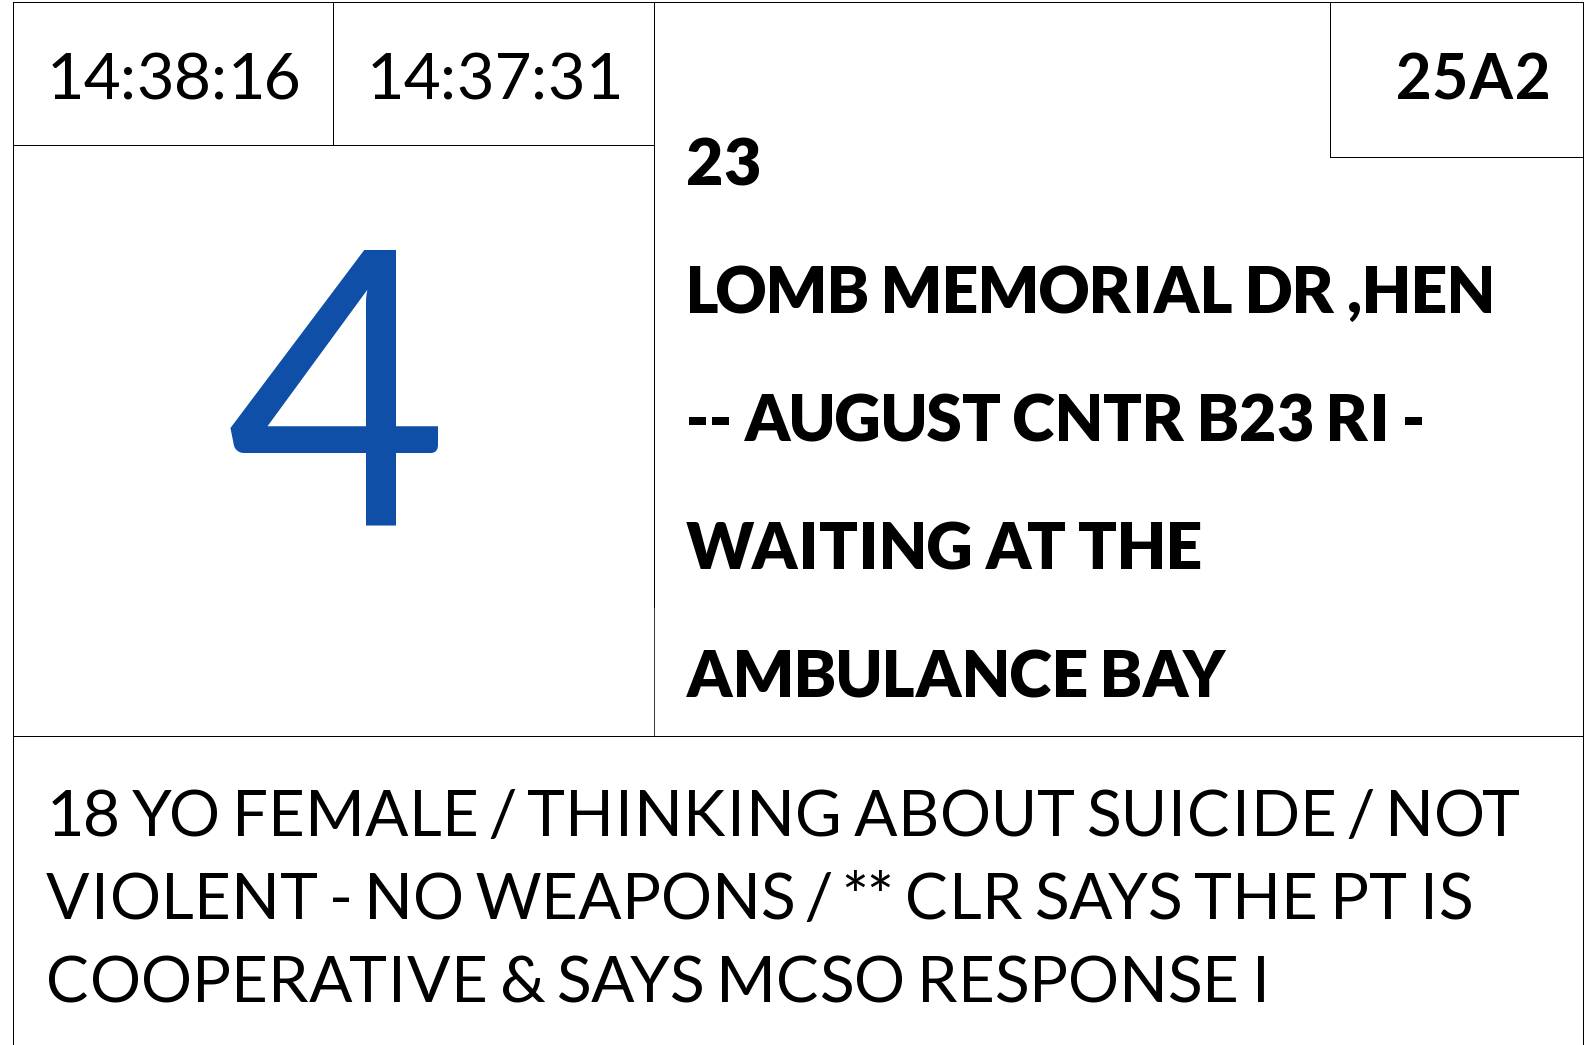 14:38:16
14:37:31
25A2
4
23
LOMB MEMORIAL DR ,HEN
-- AUGUST CNTR B23 RI -
WAITING AT THE
AMBULANCE BAY
18 YO FEMALE / THINKING ABOUT SUICIDE / NOT
VIOLENT - NO WEAPONS / ** CLR SAYS THE PT IS
COOPERATIVE & SAYS MCSO RESPONSE I